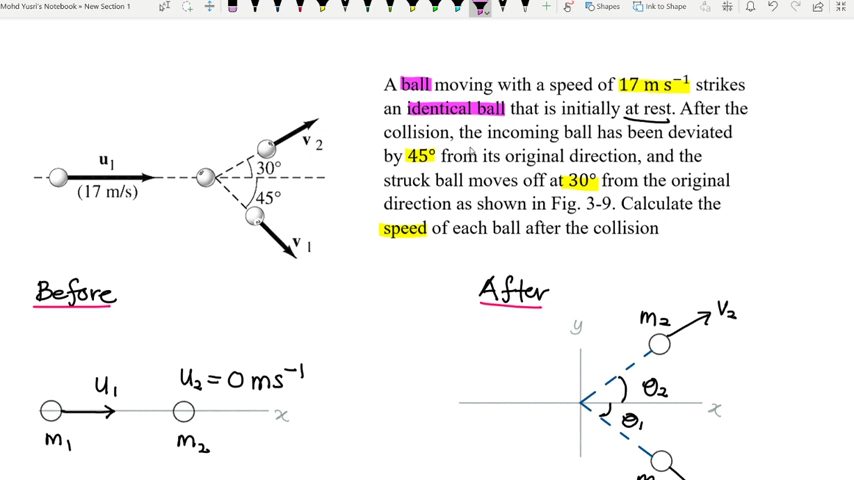 Mohd Yusri's Notebook » New Section 1
Shapes
Ink to Shape
A ball moving with a speed of 17 m s⁻¹ strikes
an identical ball that is initially at rest. After the
collision, the incoming ball has been deviated
by 45° from its original direction, and the
struck ball moves off at 30° from the original
direction as shown in Fig. 3-9. Calculate the
speed of each ball after the collision
u₁
(17 m/s)
v₂
30°
45°
v₁
Before
u₁
u₂ = 0 ms⁻¹
x
m₁
m₂
After
y
m₂
v₂
θ₂
x
θ₁